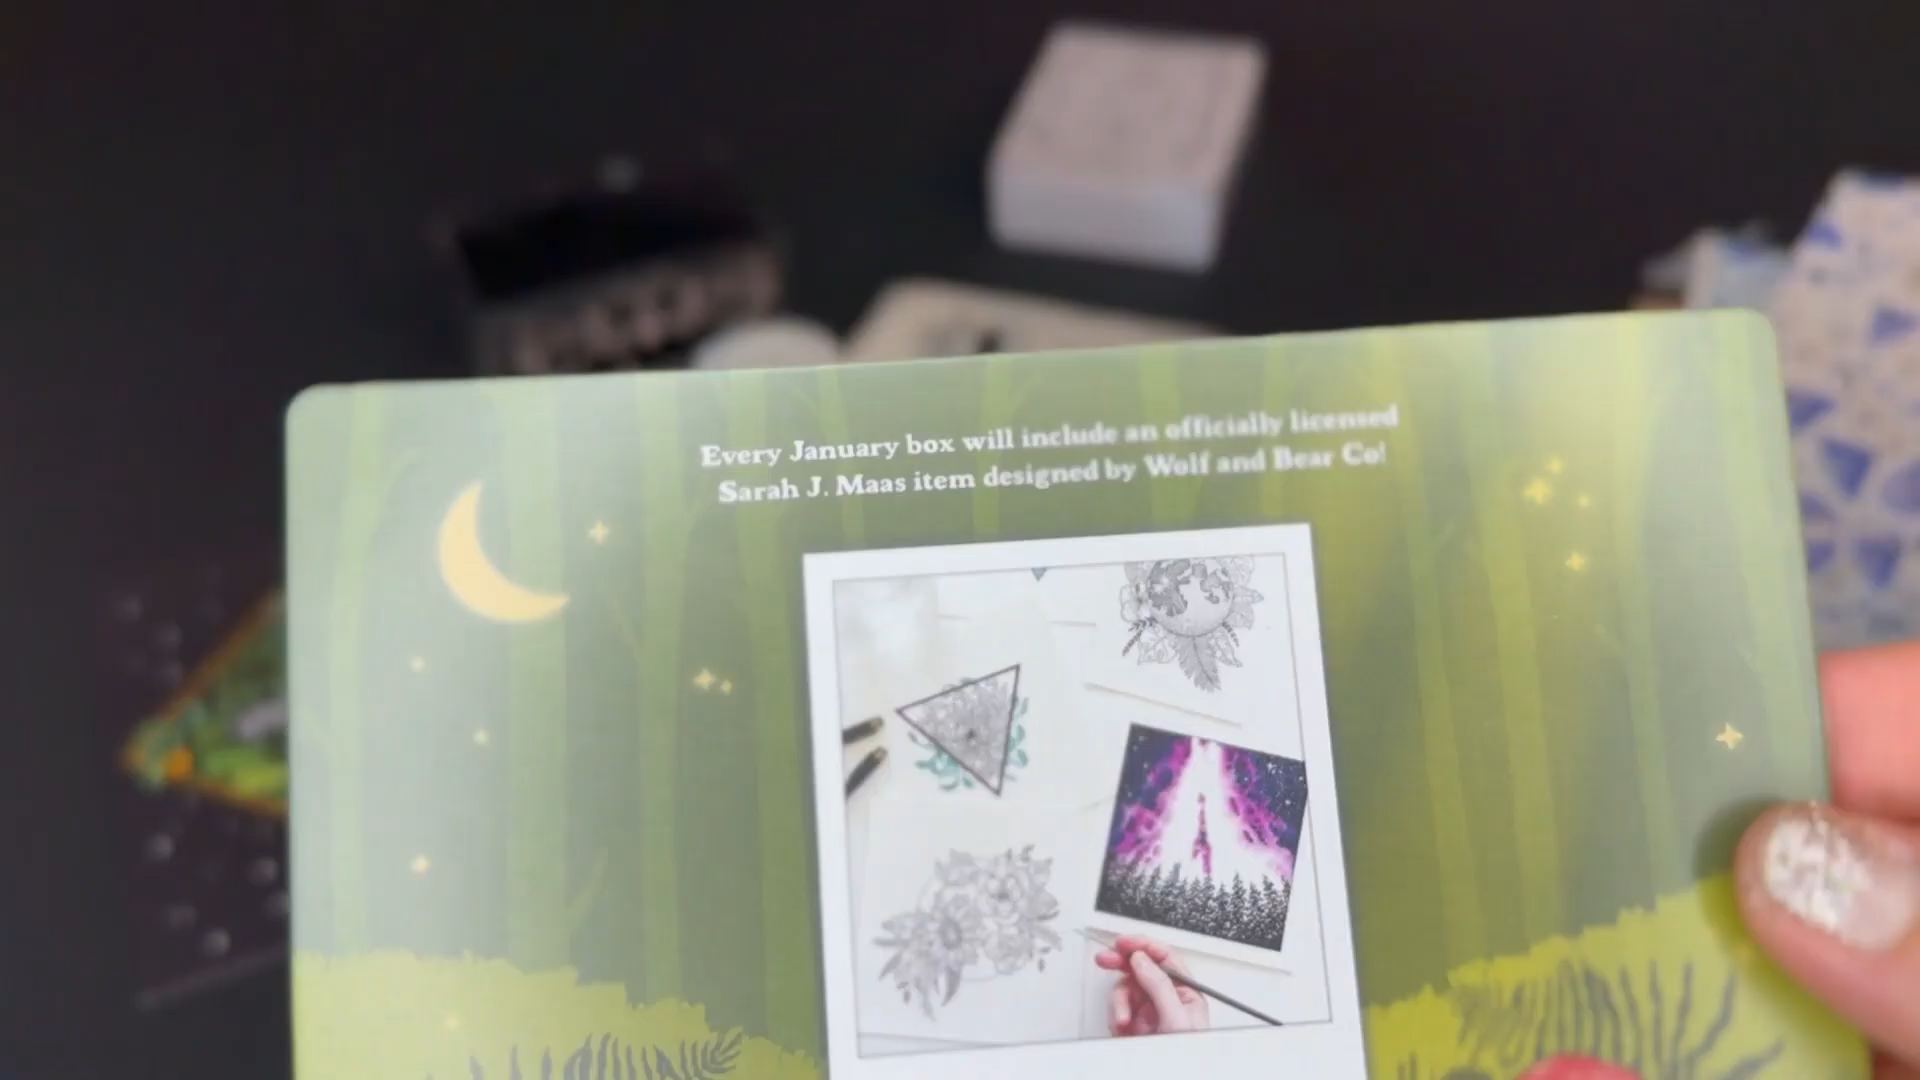 Every January box will include an officially licensed
Sarah J. Maas item designed by Wolf and Bear Co!